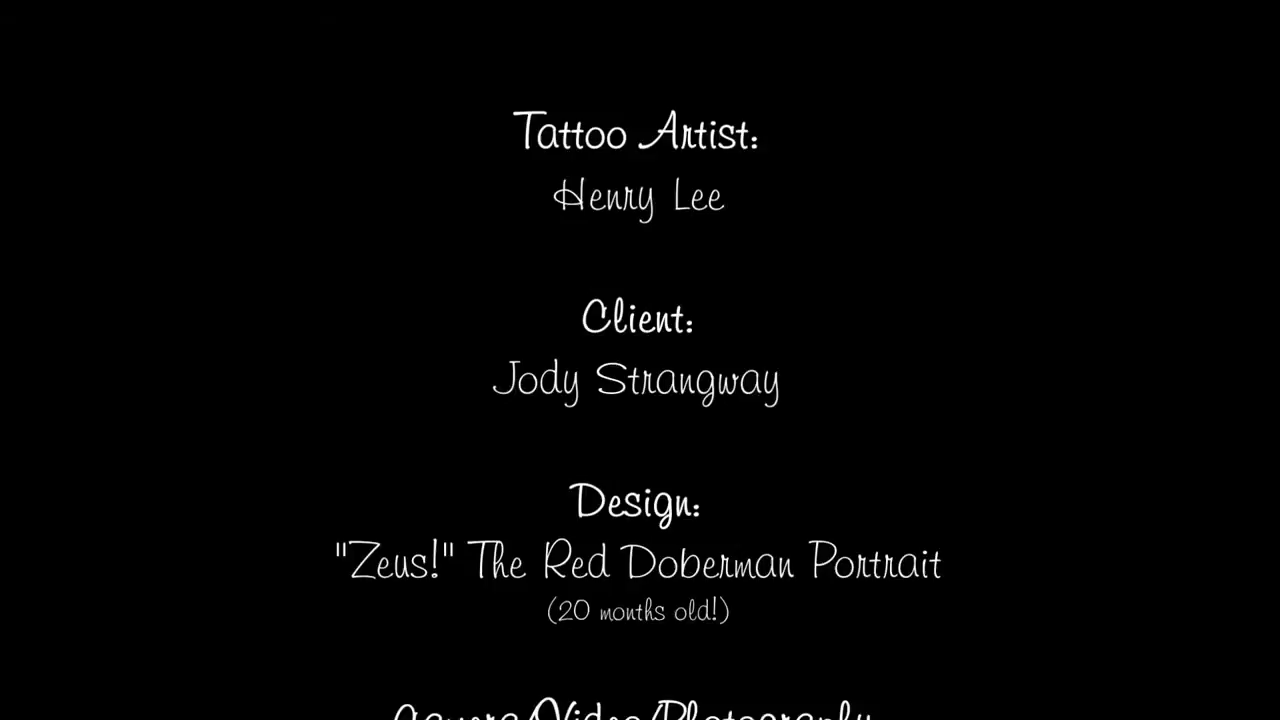 Tattoo Artist:
Henry Lee
Client:
Jody Strangway
Design:
"Zeus!" The Red Doberman Portrait
(20 months old!)